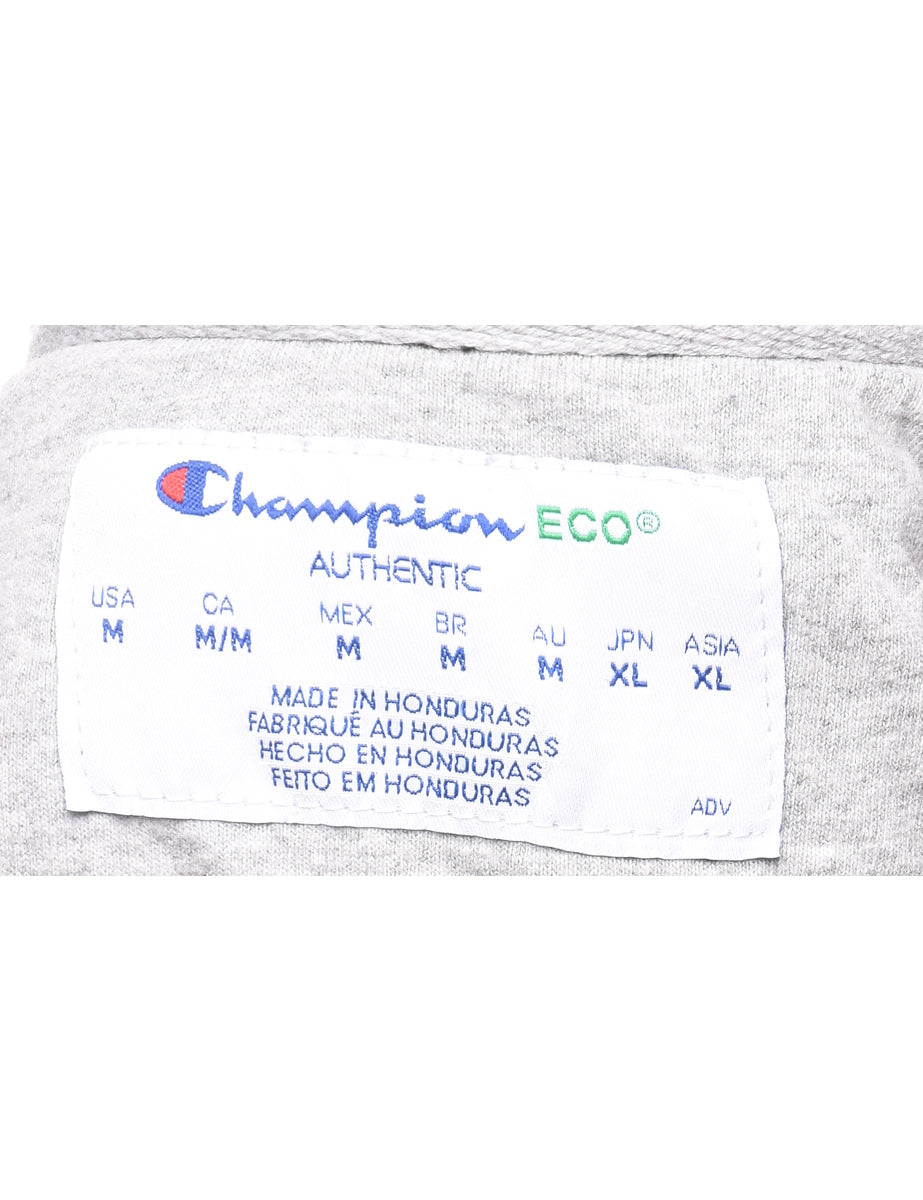 Champion ECO®
AUTHENTIC
USA CA MEX BR AU JPN ASIA
M M/M M M M XL XL
MADE IN HONDURAS
FABRIQUÉ AU HONDURAS
HECHO EN HONDURAS
FEITO EM HONDURAS
ADV